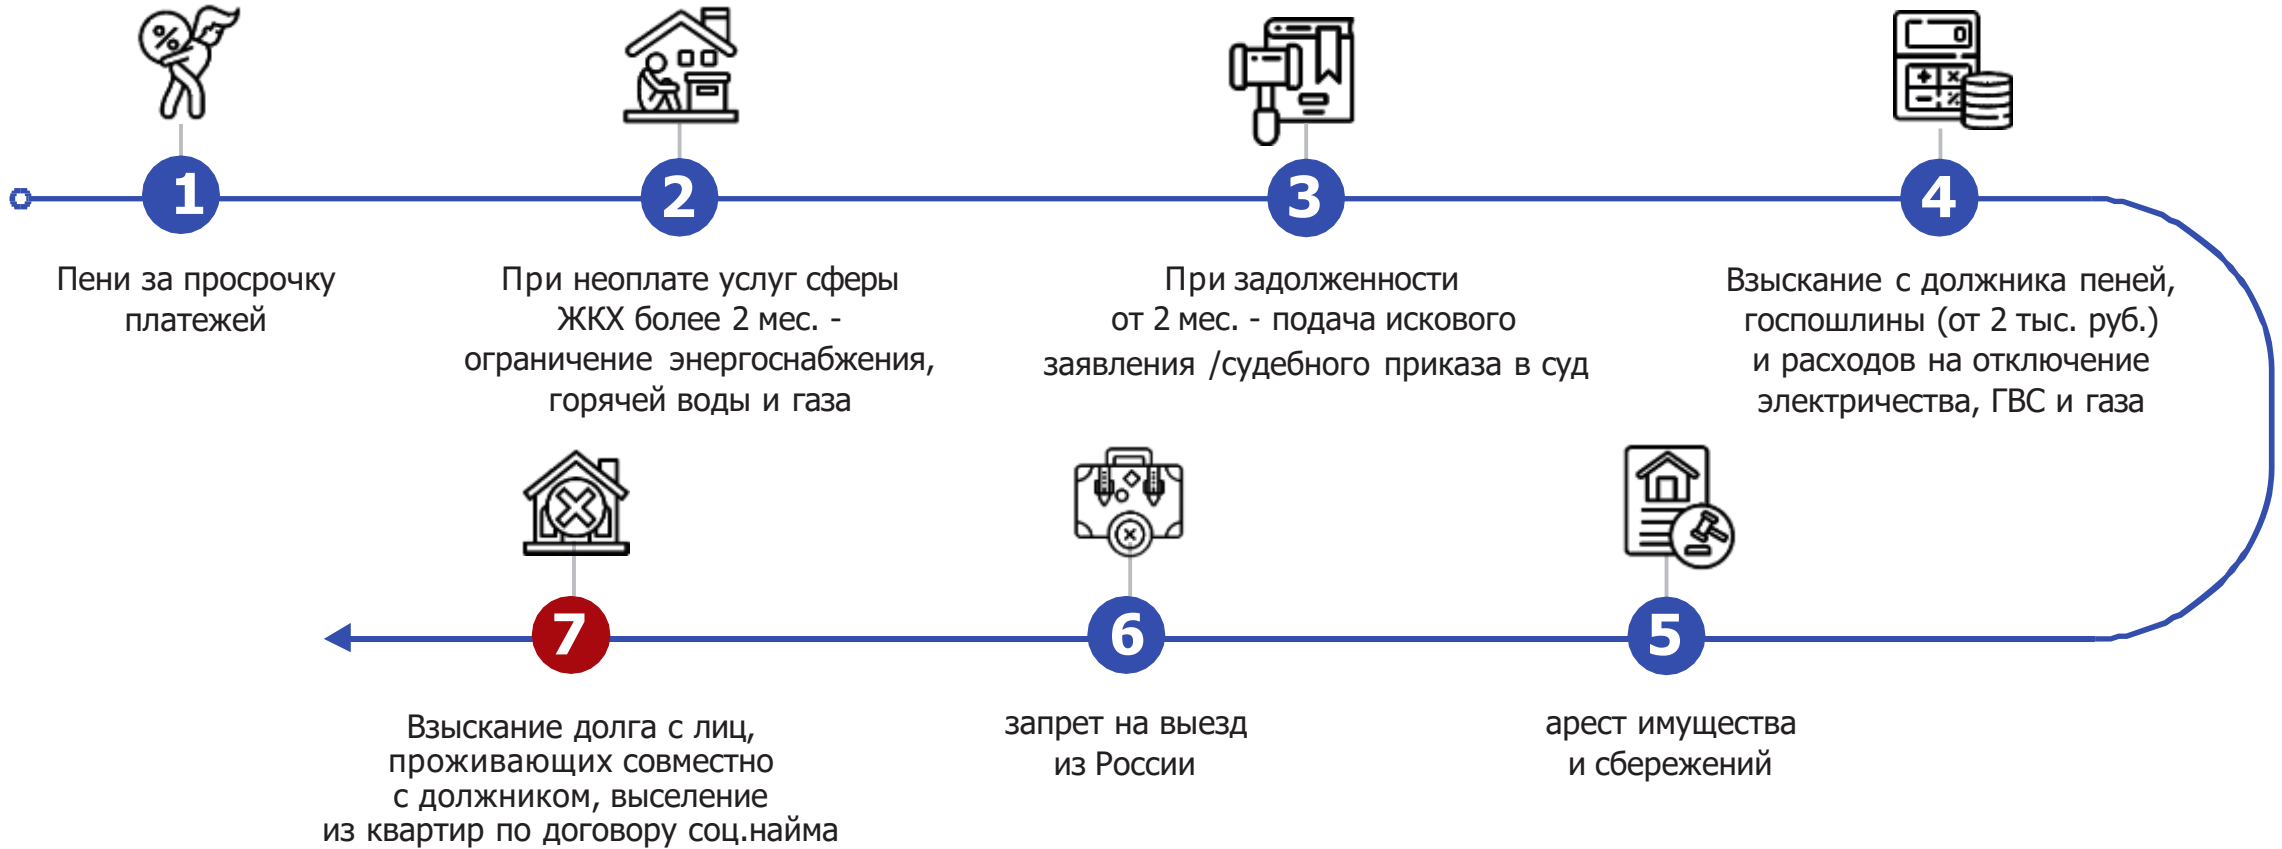 1
Пени за просрочку
платежей
2
При неоплате услуг сферы
ЖКХ более 2 мес. -
ограничение энергоснабжения,
горячей воды и газа
3
При задолженности
от 2 мес. - подача искового
заявления /судебного приказа в суд
4
Взыскание с должника пеней,
госпошлины (от 2 тыс. руб.)
и расходов на отключение
электричества, ГВС и газа
5
арест имущества
и сбережений
6
запрет на выезд
из России
7
Взыскание долга с лиц,
проживающих совместно
с должником, выселение
из квартир по договору соц.найма